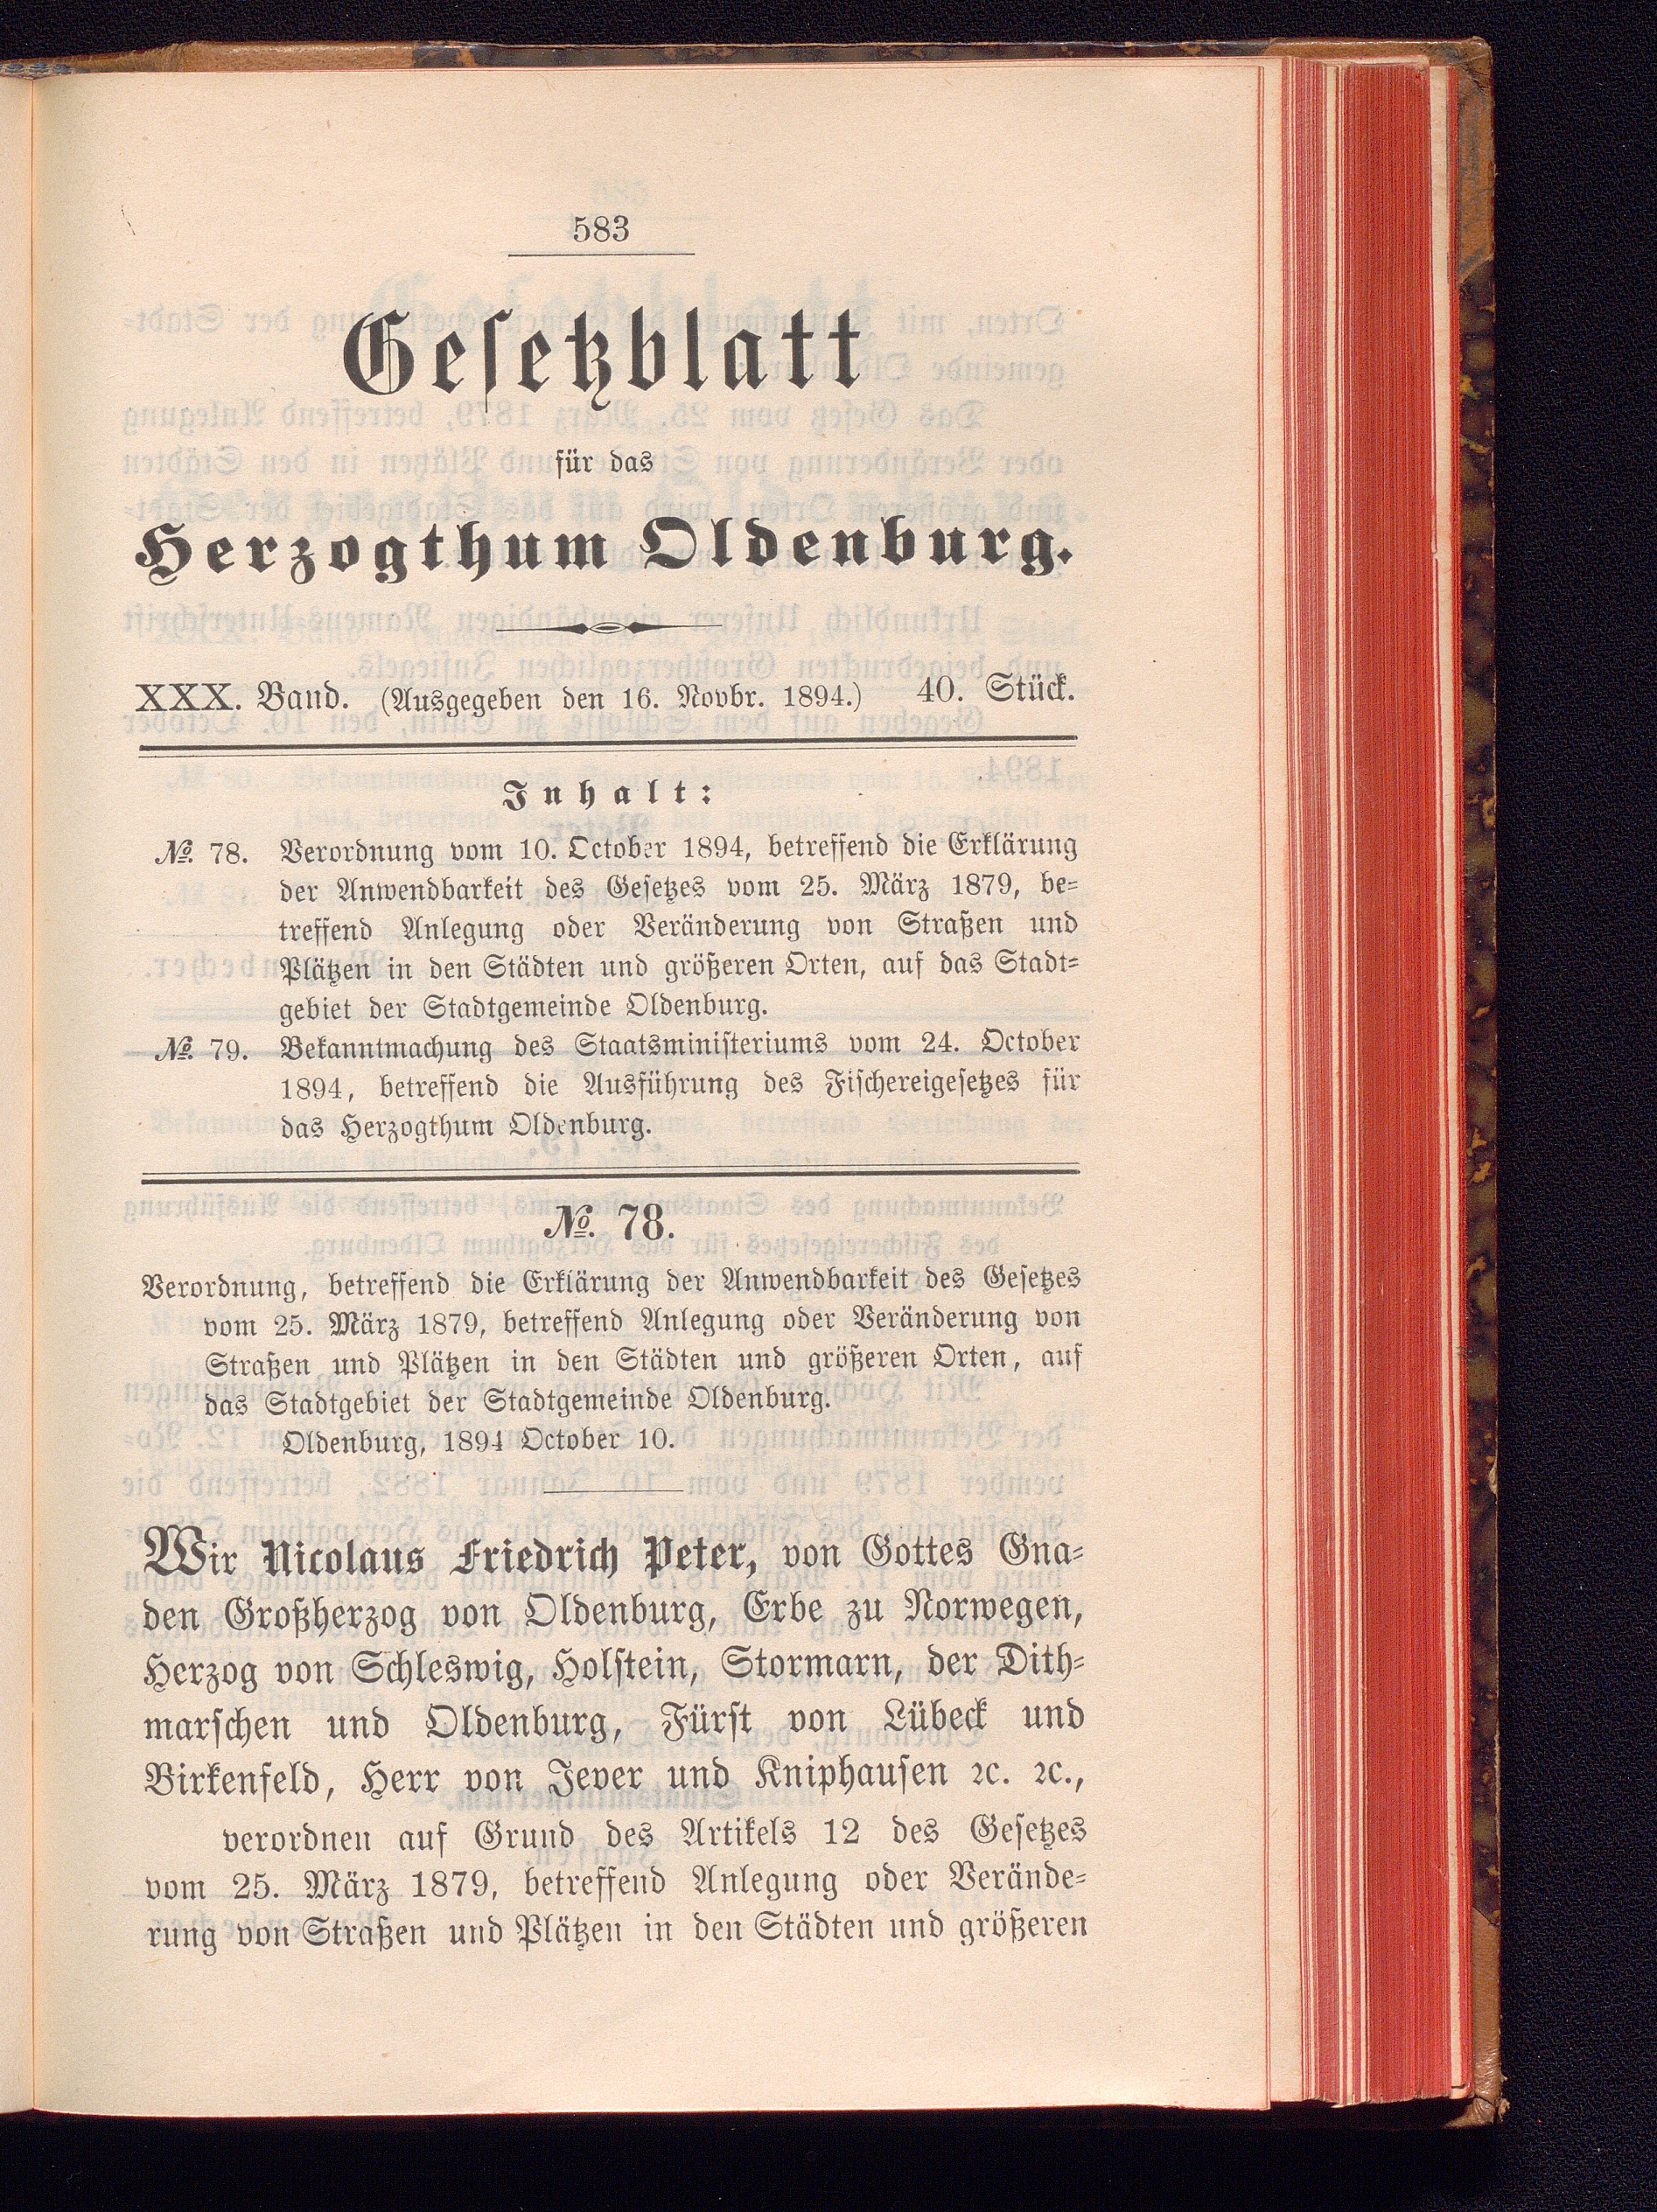 583
Gesetzblatt
für das
Herzogthum Oldenburg.
XXX. Band. (Ausgegeben den 16. Novbr. 1894.) 40. Stück.
Inhalt:
№. 78. Verordnung vom 10. October 1894, betreffend die Erklärung
der Anwendbarkeit des Gesetzes vom 25. März 1879, be-
treffend Anlegung oder Veränderung von Straßen und
Plätzen in den Städten und größeren Orten, auf das Stadt-
gebiet der Stadtgemeinde Oldenburg.
№. 79. Bekanntmachung des Staatsministeriums vom 24. October
1894, betreffend die Ausführung des Fischereigesetzes für
das Herzogthum Oldenburg.
№. 78.
Verordnung, betreffend die Erklärung der Anwendbarkeit des Gesetzes
vom 25. März 1879, betreffend Anlegung oder Veränderung von
Straßen und Plätzen in den Städten und größeren Orten, auf
das Stadtgebiet der Stadtgemeinde Oldenburg.
Oldenburg, 1894 October 10.
Wir Nicolaus Friedrich Peter, von Gottes Gna-
den Großherzog von Oldenburg, Erbe zu Norwegen,
Herzog von Schleswig, Holstein, Stormarn, der Dith-
marschen und Oldenburg, Fürst von Lübeck und
Birkenfeld, Herr von Jever und Kniphausen ꝛc. ꝛc.,
verordnen auf Grund des Artikels 12 des Gesetzes
vom 25. März 1879, betreffend Anlegung oder Verände-
rung von Straßen und Plätzen in den Städten und größeren